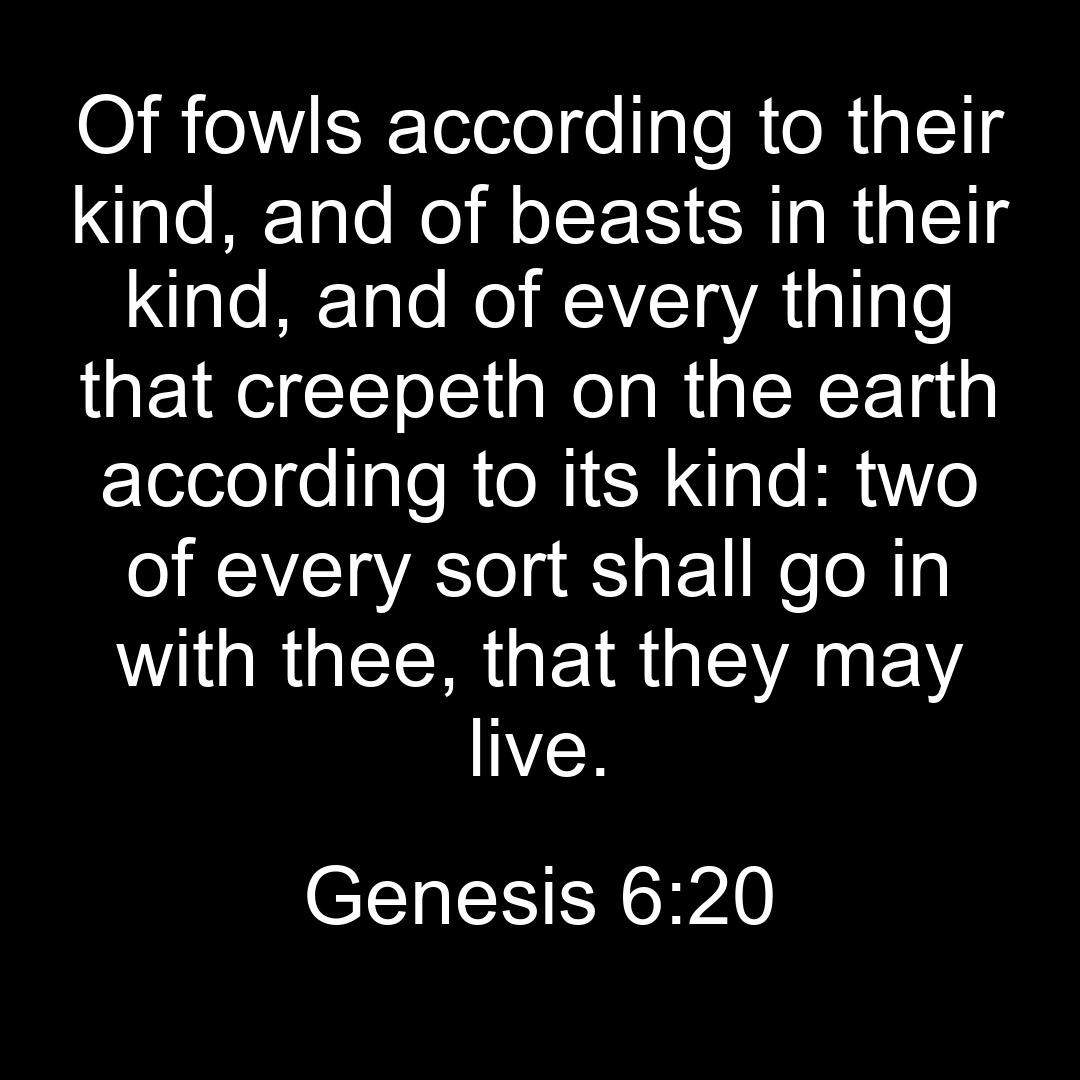 Of fowls according to their
kind, and of beasts in their
kind, and of every thing
that creepeth on the earth
according to its kind: two
of every sort shall go in
with thee, that they may
live.
Genesis 6:20